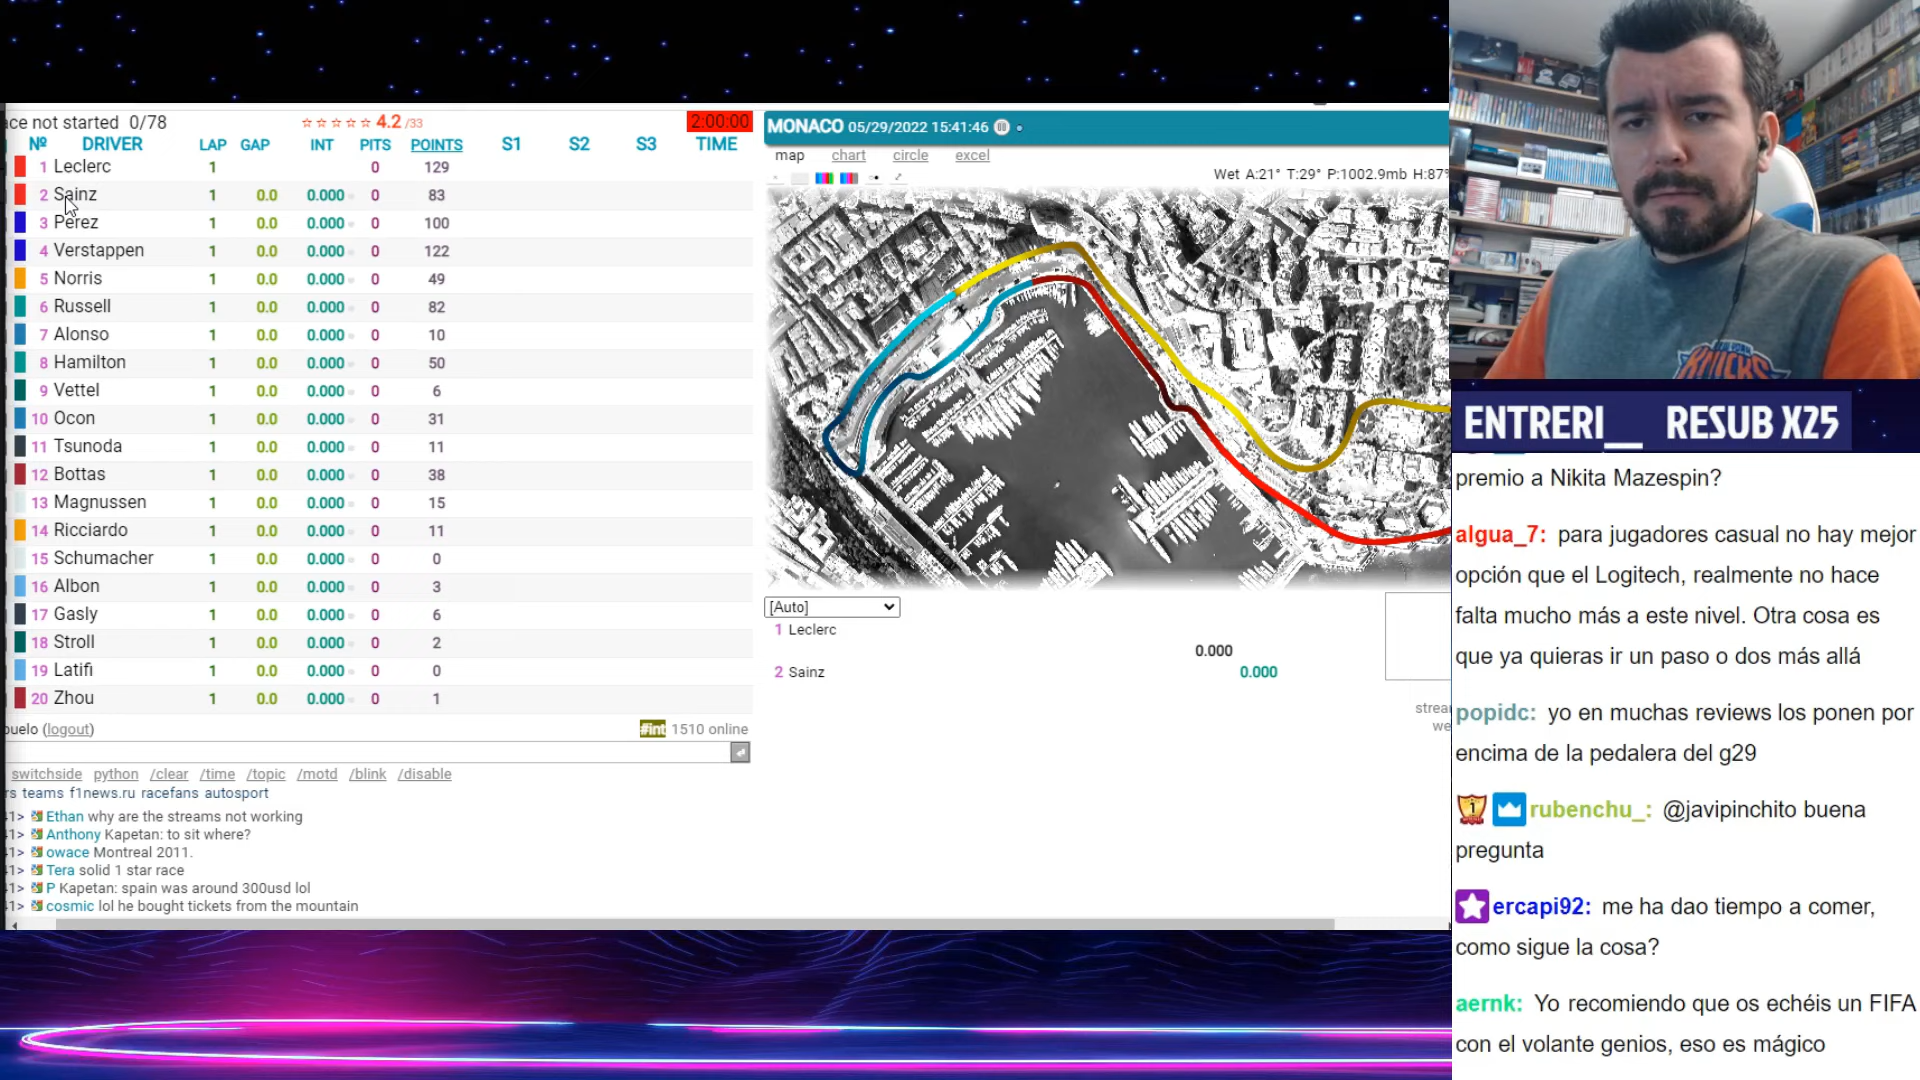 ace not started 0/78
4.2 /33
2:00:00
Nº DRIVER LAP GAP INT PITS POINTS S1 S2 S3 TIME
1 Leclerc 1 0 129
2 Sainz 1 0.0 0.000 0 83
3 Perez 1 0.0 0.000 0 100
4 Verstappen 1 0.0 0.000 0 122
5 Norris 1 0.0 0.000 0 49
6 Russell 1 0.0 0.000 0 82
7 Alonso 1 0.0 0.000 0 10
8 Hamilton 1 0.0 0.000 0 50
9 Vettel 1 0.0 0.000 0 6
10 Ocon 1 0.0 0.000 0 31
11 Tsunoda 1 0.0 0.000 0 11
12 Bottas 1 0.0 0.000 0 38
13 Magnussen 1 0.0 0.000 0 15
14 Ricciardo 1 0.0 0.000 0 11
15 Schumacher 1 0.0 0.000 0 0
16 Albon 1 0.0 0.000 0 3
17 Gasly 1 0.0 0.000 0 6
18 Stroll 1 0.0 0.000 0 2
19 Latifi 1 0.0 0.000 0 0
20 Zhou 1 0.0 0.000 0 1
ouelo (logout)
#int 1510 online
switchside python /clear /time /topic /motd /blink /disable
rs teams f1news.ru racefans autosport
41> Ethan why are the streams not working
41> Anthony Kapetan: to sit where?
41> owace Montreal 2011.
41> Tera solid 1 star race
41> P Kapetan: spain was around 300usd lol
41> cosmic lol he bought tickets from the mountain
MONACO 05/29/2022 15:41:46
map chart circle excel
Wet A:21° T:29° P:1002.9mb H:87%
[Auto]
1 Leclerc
0.000
2 Sainz 0.000
strea
we
KNICKS
ENTRERI__ RESUB X25
premio a Nikita Mazespin?
algua_7: para jugadores casual no hay mejor
opción que el Logitech, realmente no hace
falta mucho más a este nivel. Otra cosa es
que ya quieras ir un paso o dos más allá
popidc: yo en muchas reviews los ponen por
encima de la pedalera del g29
1 rubenchu_: @javipinchito buena
pregunta
ercapi92: me ha dao tiempo a comer,
como sigue la cosa?
aernk: Yo recomiendo que os echéis un FIFA
con el volante genios, eso es mágico